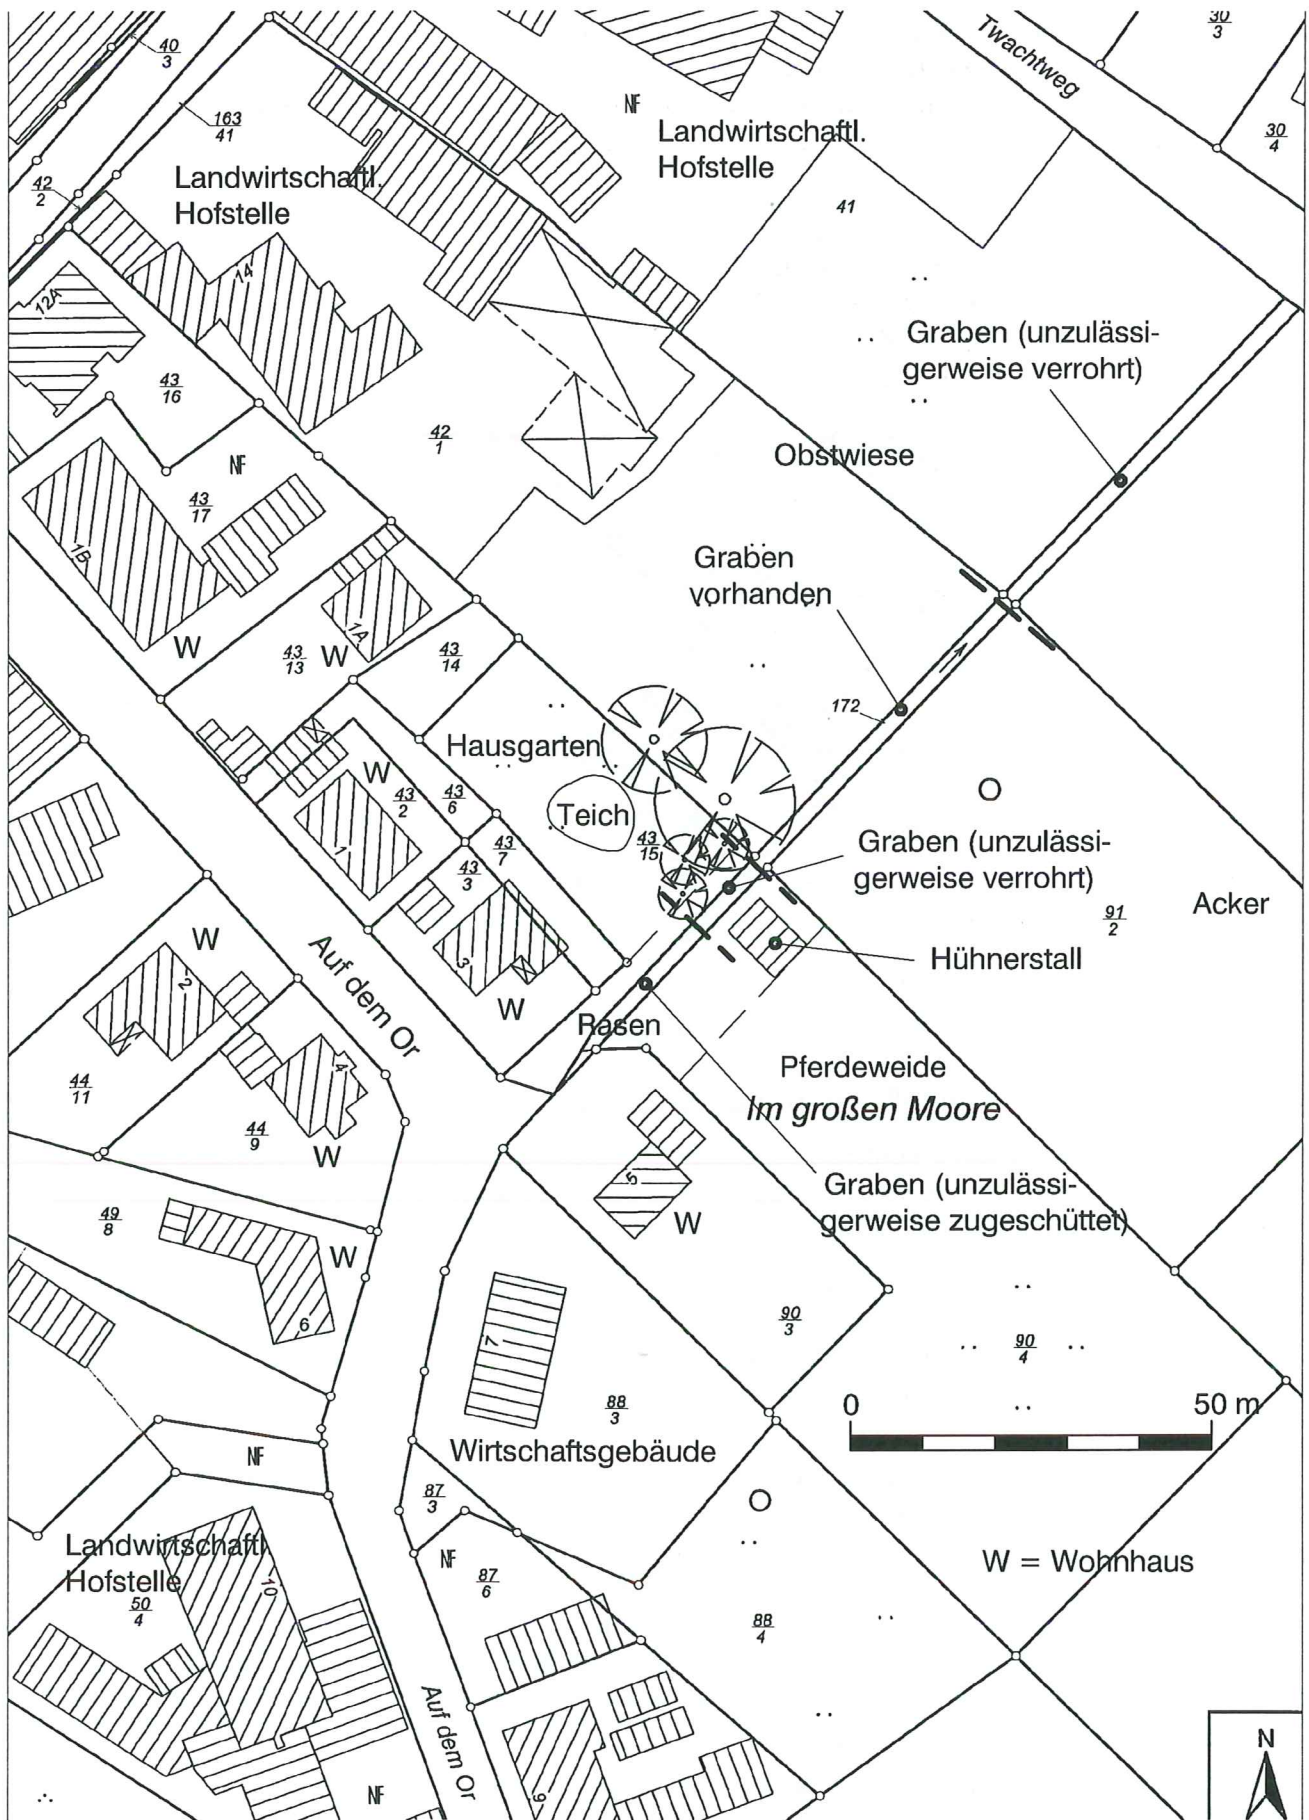 30
3
Twachtweg
40
3
30
4
NF
Landwirtschaftl.
Hofstelle
163
41
Landwirtschaftl.
Hofstelle
42
2
41
14
12A
Graben (unzulässi-
gerweise verrohrt)
43
16
42
1
Obstwiese
NF
43
17
1B
Graben
vorhanden
1A
W
43
13
W
43
14
172
Hausgarten
W
43
2
43
6
O
Teich
43
15
43
7
1
43
3
Graben (unzulässi-
gerweise verrohrt)
Acker
91
2
W
3
Hühnerstall
2
Auf dem Or
W
Rasen
4
Pferdeweide
44
11
Im großen Moore
44
9
W
5
Graben (unzulässi-
gerweise zugeschüttet)
49
8
W
W
6
90
3
7
90
4
88
3
0
50 m
Wirtschaftsgebäude
NF
87
3
O
Landwirtschaftl.
Hofstelle
NF
W = Wohnhaus
10
87
6
50
4
88
4
Auf dem Or
N
NF
9